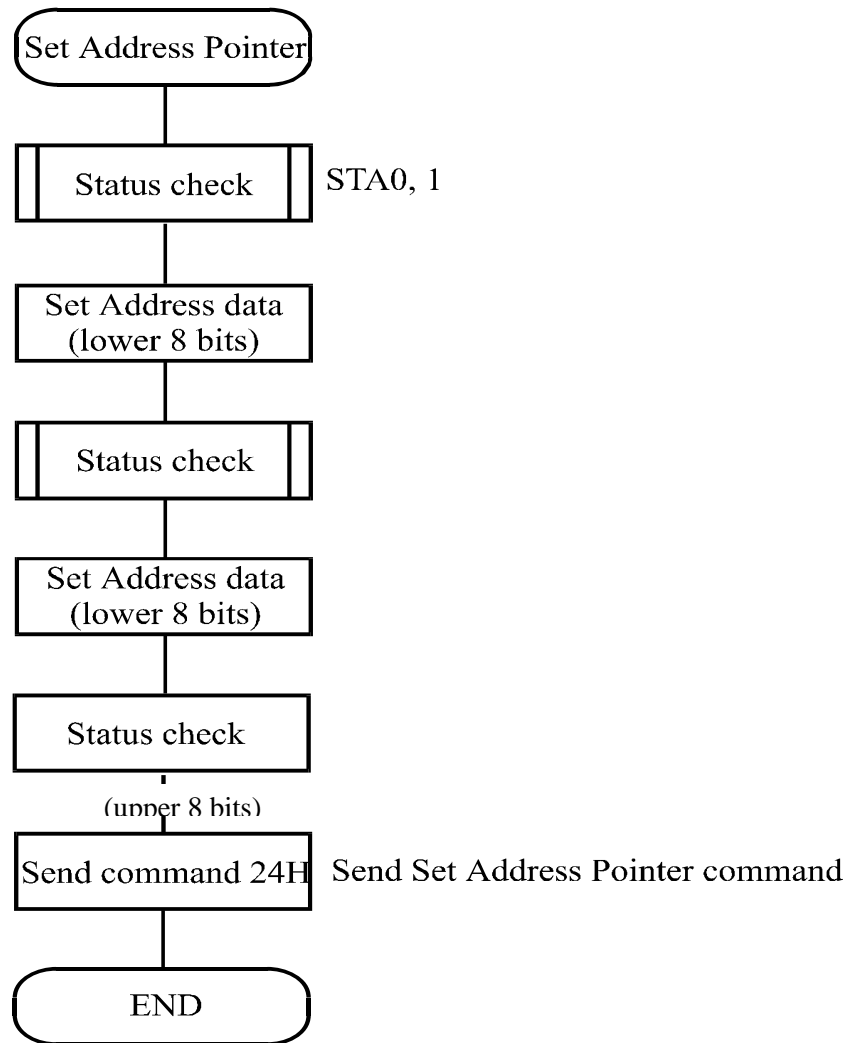 Set Address Pointer
Status check
STA0, 1
Set Address data
(lower 8 bits)
Status check
Set Address data
(lower 8 bits)
Status check
(upper 8 bits)
Send command 24H
Send Set Address Pointer command
END